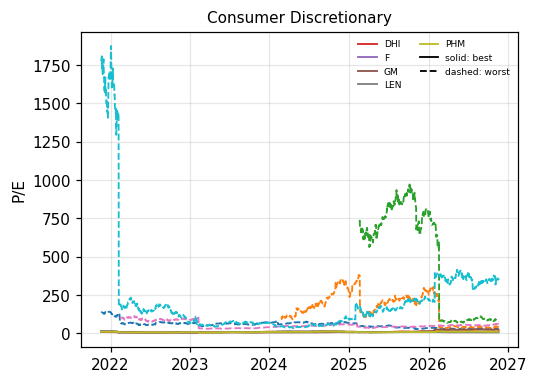 Consumer Discretionary
P/E
1750
1500
1250
1000
750
500
250
0
2022 2023 2024 2025 2026 2027
DHI PHM
F solid: best
GM dashed: worst
LEN